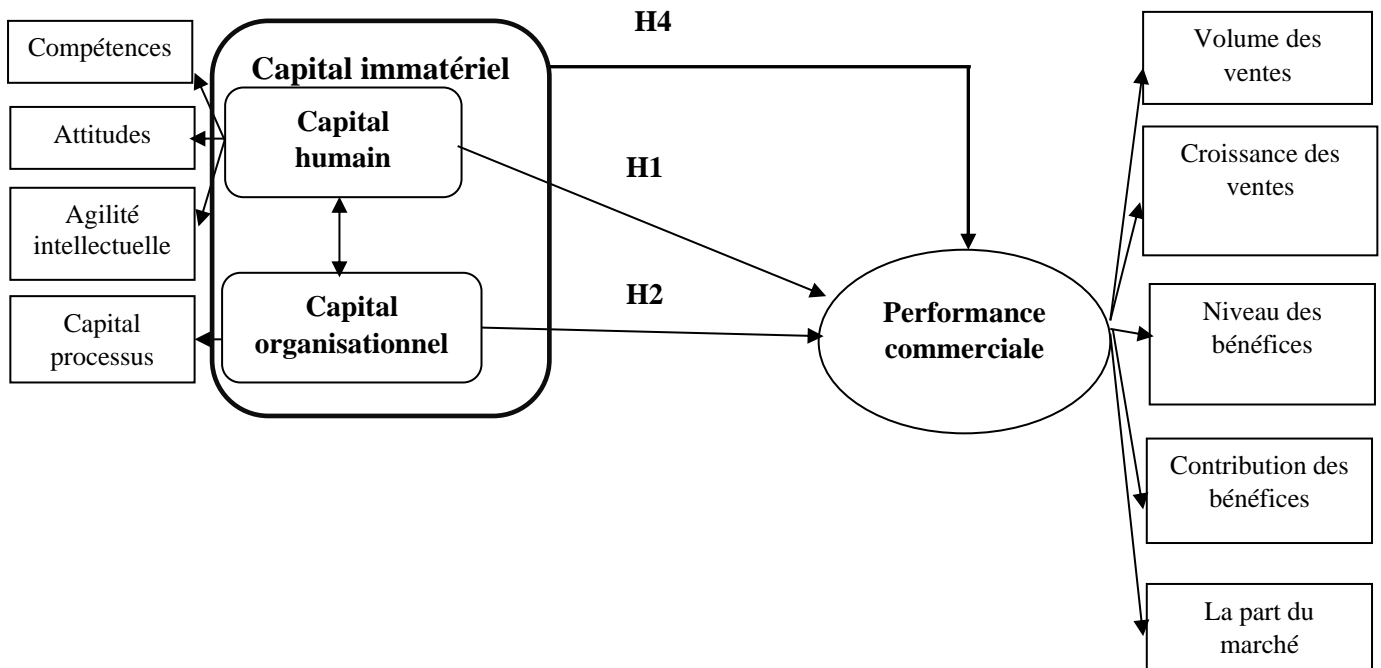 Compétences
Attitudes
Agilité
intellectuelle
Capital
processus
Capital immatériel
Capital
humain
Capital
organisationnel
H4
H1
H2
Performance
commerciale
Volume des
ventes
Croissance des
ventes
Niveau des
bénéfices
Contribution des
bénéfices
La part du
marché